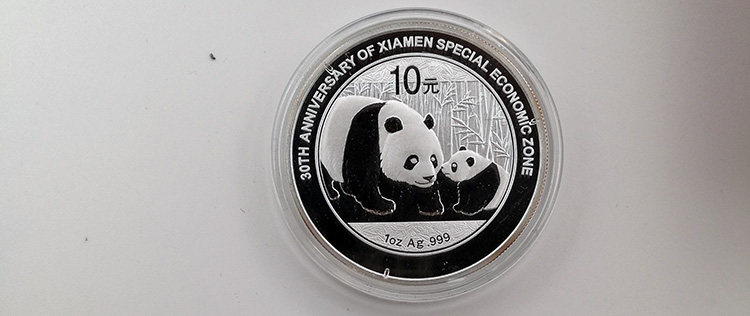 30TH ANNIVERSARY OF XIAMEN SPECIAL ECONOMIC ZONE
10元
1oz Ag .999